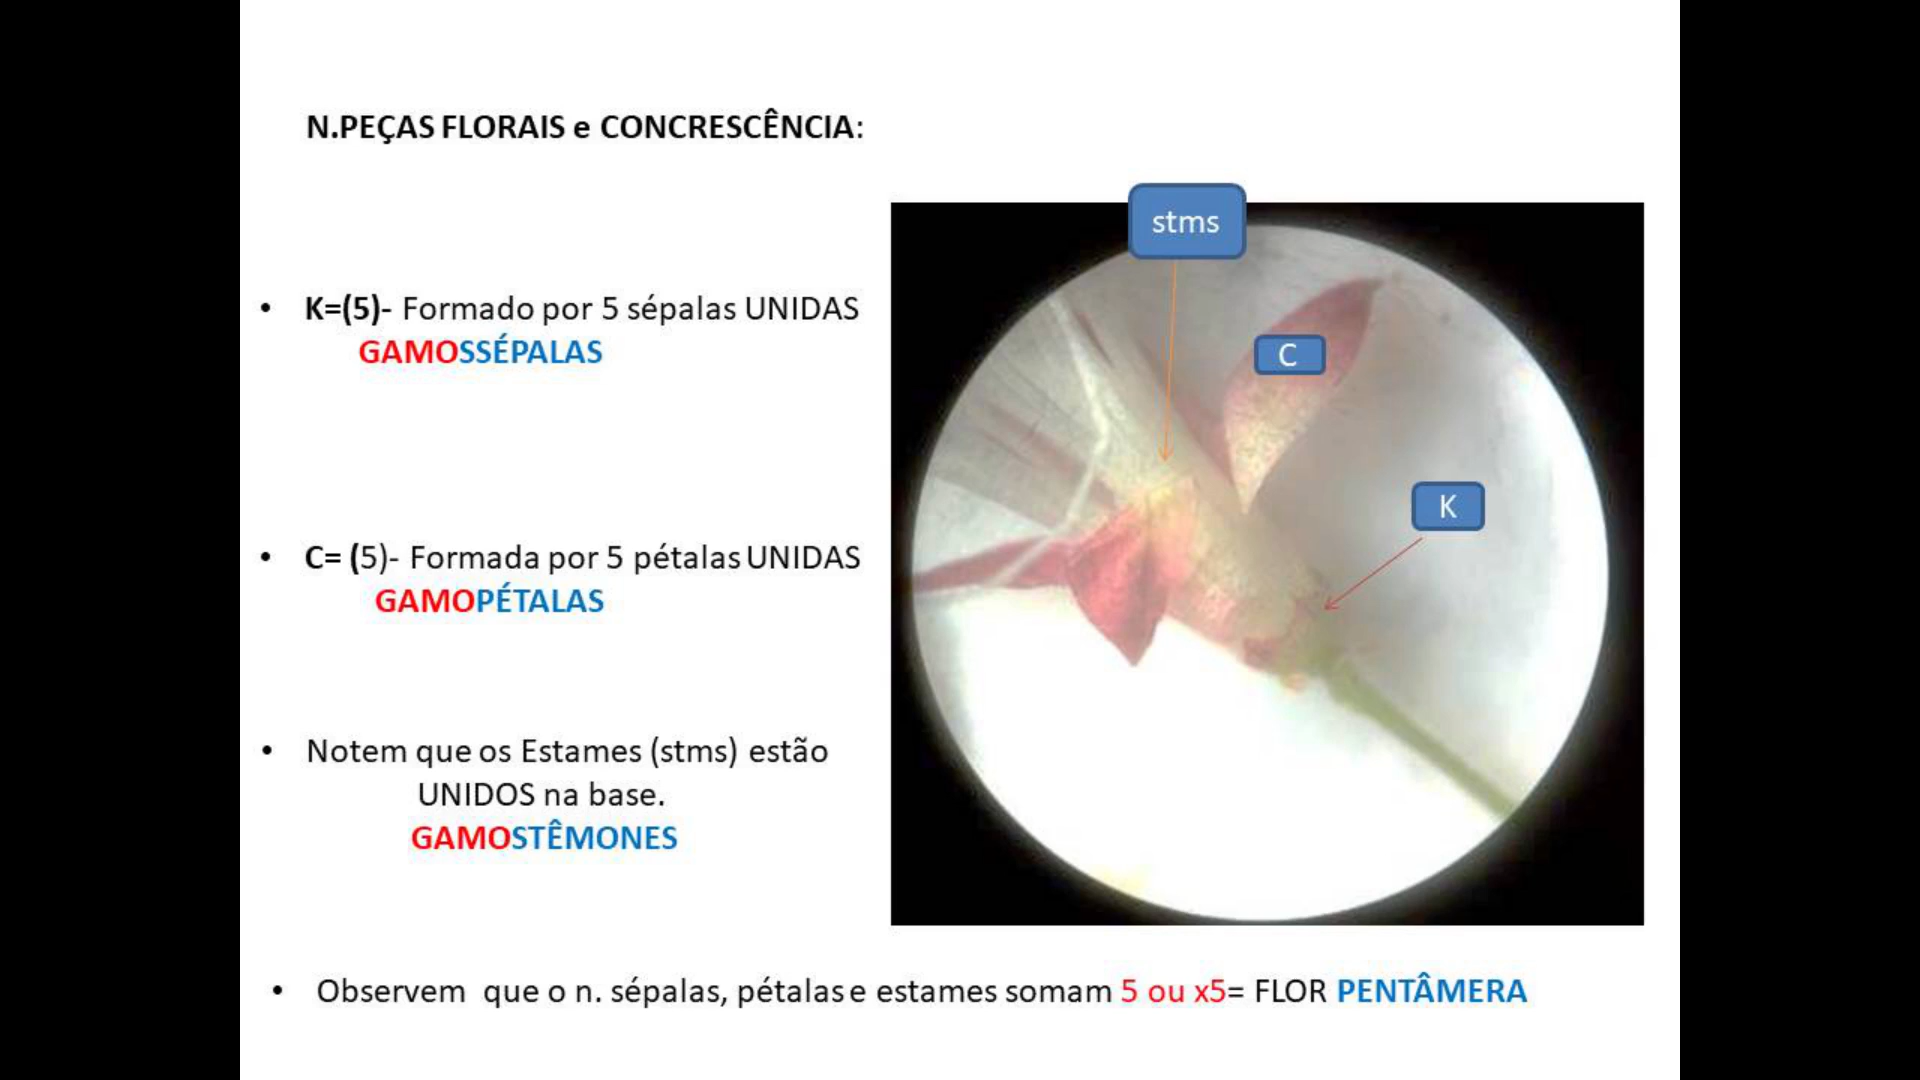 N.PEÇAS FLORAIS e CONCRESCÊNCIA:
stms
C
K
• K=(5)- Formado por 5 sépalas UNIDAS
GAMOSSÉPALAS
• C= (5)- Formada por 5 pétalas UNIDAS
GAMOPÉTALAS
• Notem que os Estames (stms) estão
UNIDOS na base.
GAMOSTÊMONES
• Observem que o n. sépalas, pétalas e estames somam 5 ou x5= FLOR PENTÂMERA